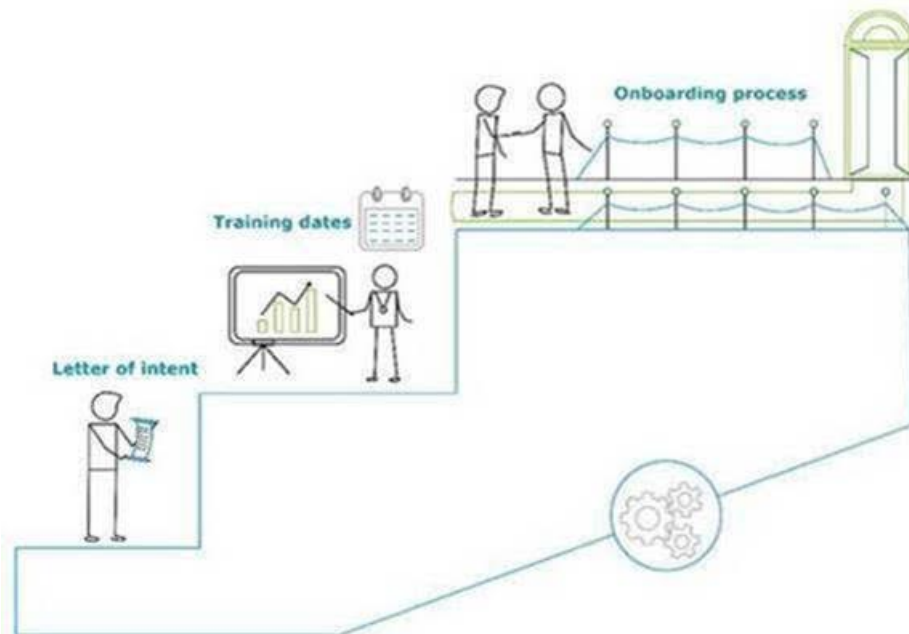 Onboarding process
Training dates
Letter of intent